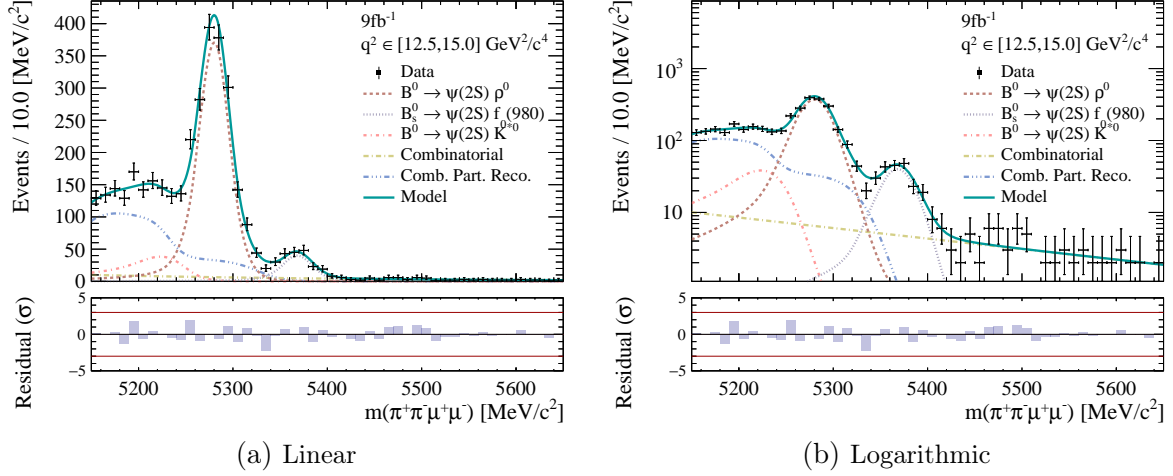 Events / 10.0 [MeV/c²]
400
350
300
250
200
150
100
50
0
9fb⁻¹
q² ∈ [12.5,15.0] GeV²/c⁴
Data
B⁰ → ψ(2S) ρ⁰
B⁰ₛ → ψ(2S) f₀(980)
B⁰ → ψ(2S) K*⁰
Combinatorial
Comb. Part. Reco.
Model
Residual (σ)
5
0
−5
5200 5300 5400 5500 5600
m(π⁺π⁻μ⁺μ⁻) [MeV/c²]
(a) Linear
Events / 10.0 [MeV/c²]
10³
10²
10
9fb⁻¹
q² ∈ [12.5,15.0] GeV²/c⁴
Data
B⁰ → ψ(2S) ρ⁰
B⁰ₛ → ψ(2S) f₀(980)
B⁰ → ψ(2S) K*⁰
Combinatorial
Comb. Part. Reco.
Model
Residual (σ)
5
0
−5
5200 5300 5400 5500 5600
m(π⁺π⁻μ⁺μ⁻) [MeV/c²]
(b) Logarithmic